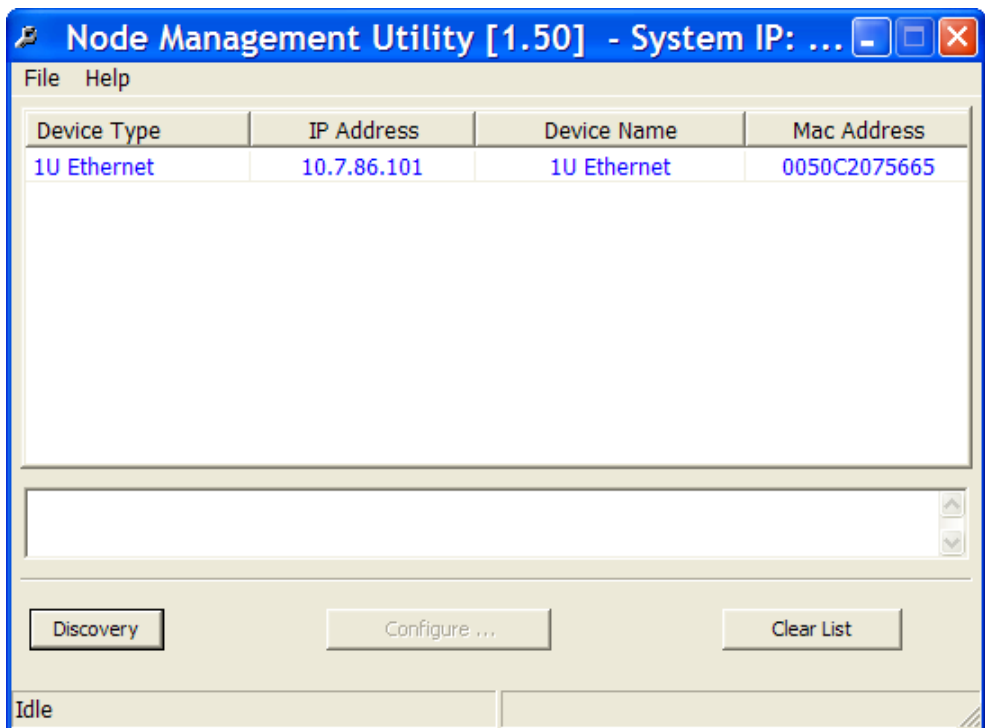 Node Management Utility [1.50] - System IP: ...
File Help
Device Type IP Address Device Name Mac Address
1U Ethernet 10.7.86.101 1U Ethernet 0050C2075665
Discovery Configure ... Clear List
Idle